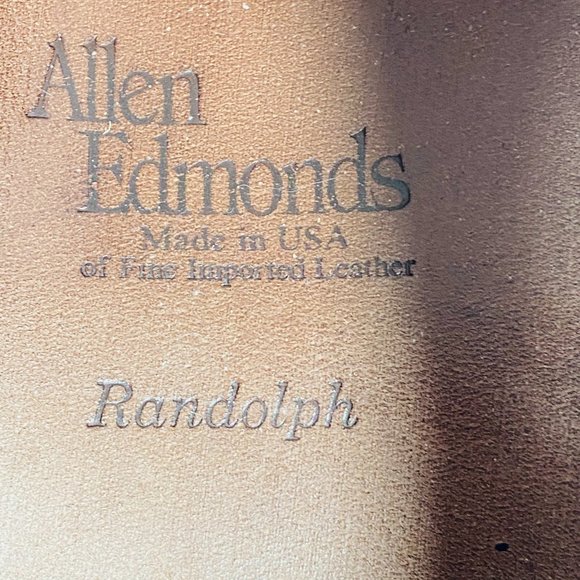 Allen
Edmonds
Made in USA
of Fine Imported Leather
Randolph